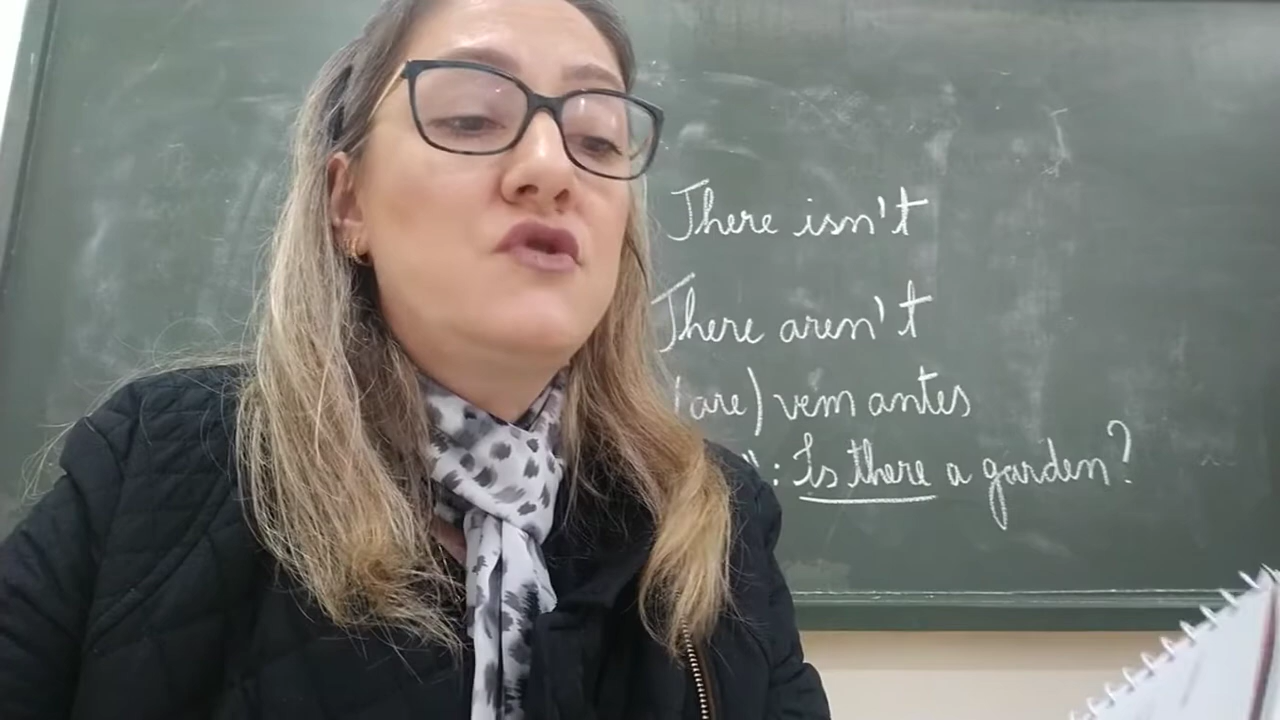 There isn't
There aren't
(are) vem antes
": Is there a garden?